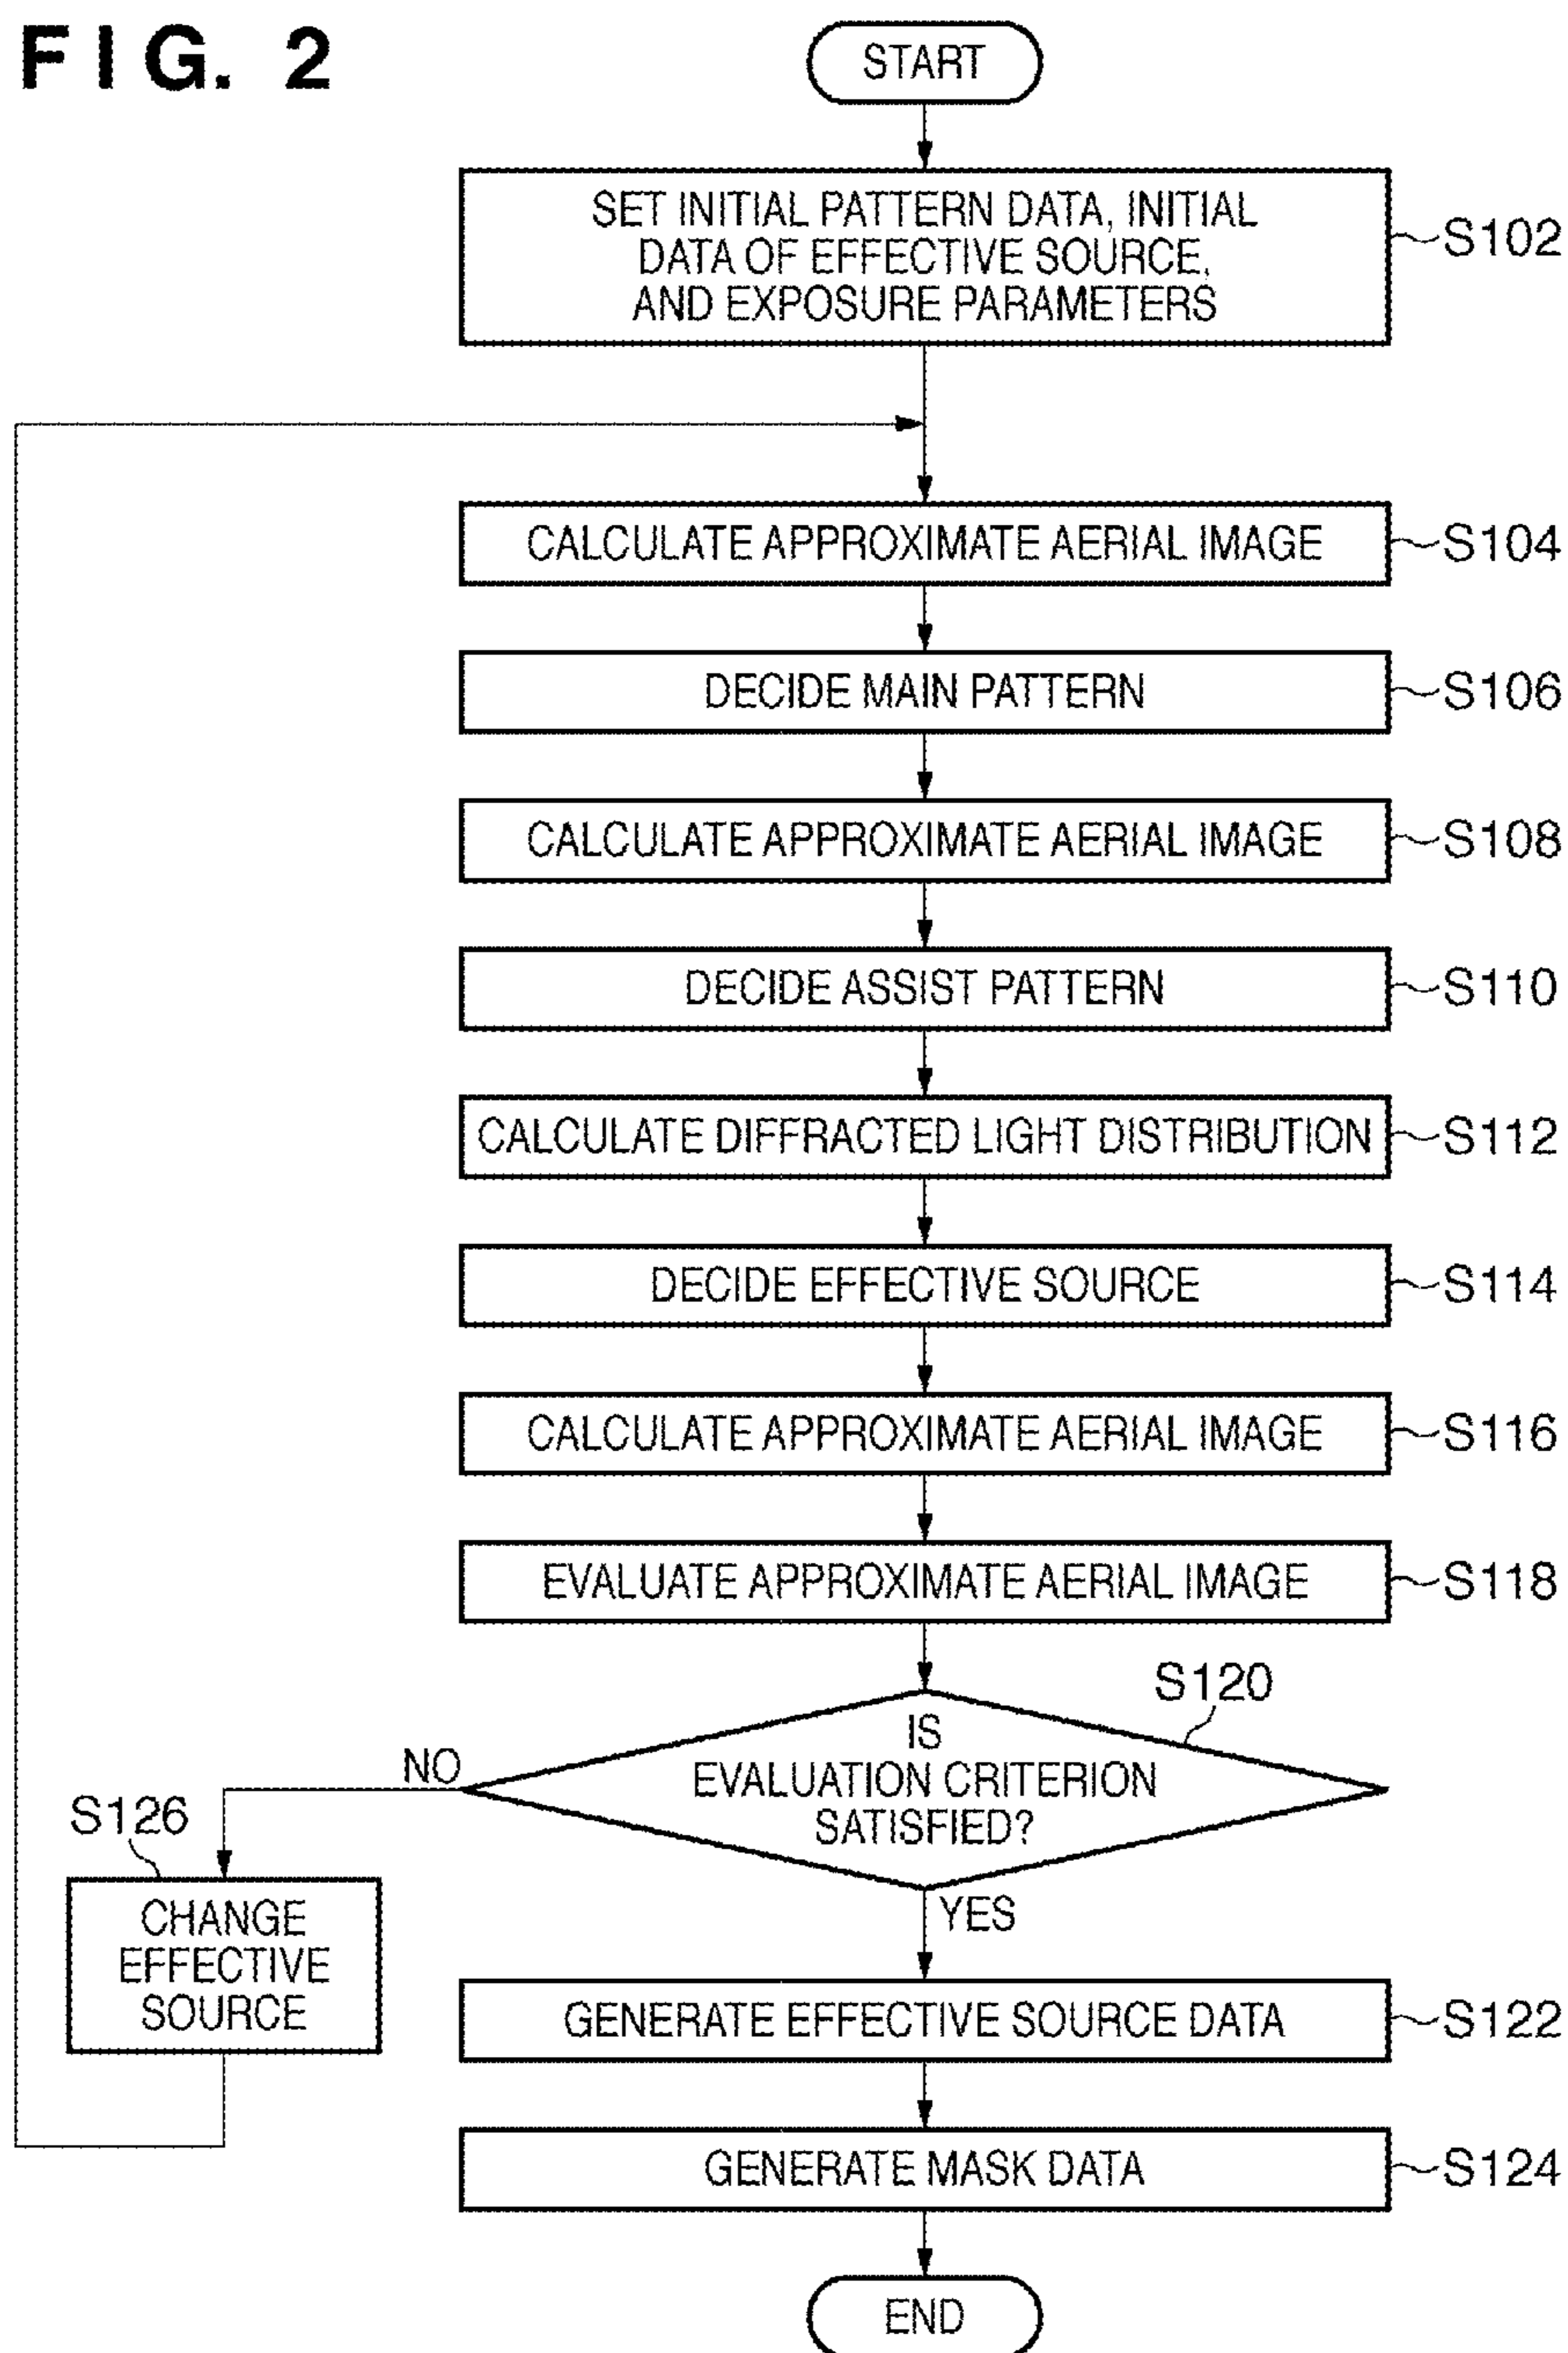 FIG. 2
START
SET INITIAL PATTERN DATA, INITIAL
DATA OF EFFECTIVE SOURCE,
AND EXPOSURE PARAMETERS
S102
CALCULATE APPROXIMATE AERIAL IMAGE
S104
DECIDE MAIN PATTERN
S106
CALCULATE APPROXIMATE AERIAL IMAGE
S108
DECIDE ASSIST PATTERN
S110
CALCULATE DIFFRACTED LIGHT DISTRIBUTION
S112
DECIDE EFFECTIVE SOURCE
S114
CALCULATE APPROXIMATE AERIAL IMAGE
S116
EVALUATE APPROXIMATE AERIAL IMAGE
S118
S120
IS
EVALUATION CRITERION
SATISFIED?
NO
S126
CHANGE
EFFECTIVE
SOURCE
YES
GENERATE EFFECTIVE SOURCE DATA
S122
GENERATE MASK DATA
S124
END